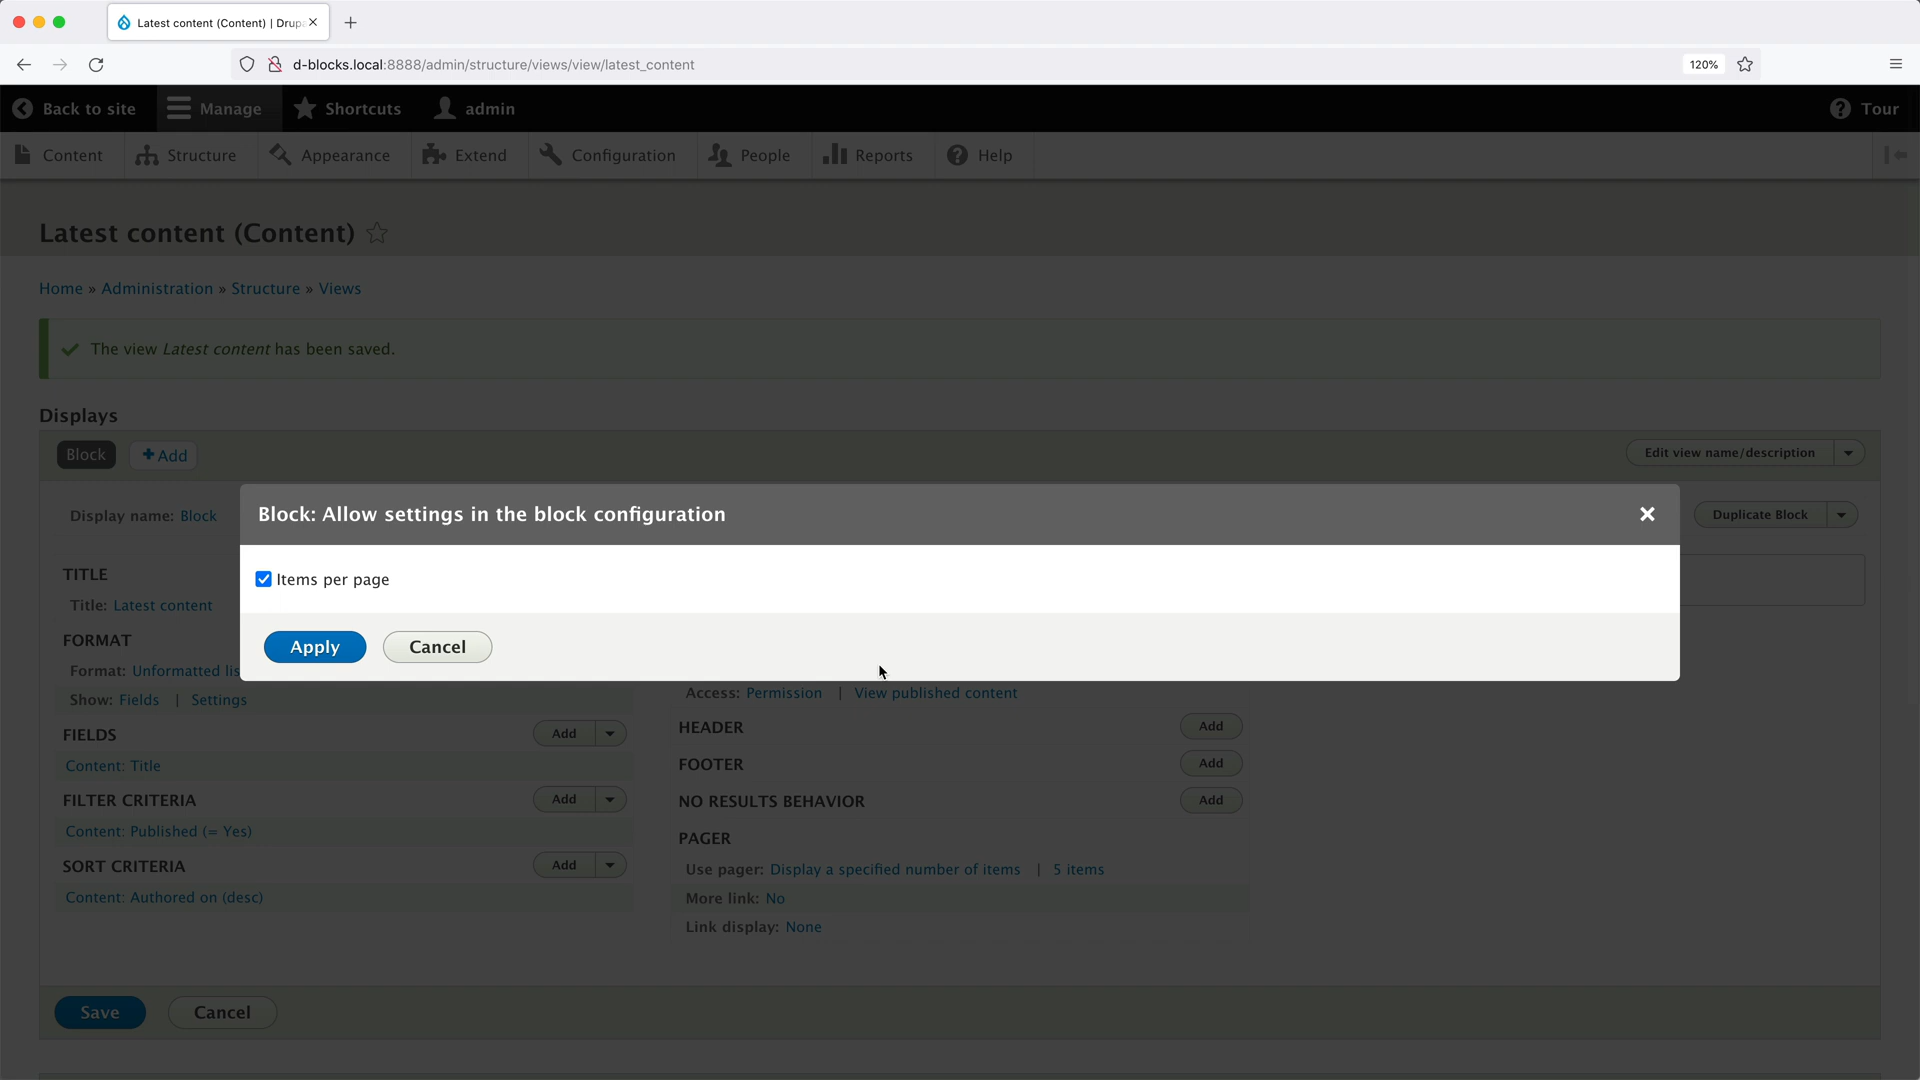 Latest content (Content) | Drup
d-blocks.local:8888/admin/structure/views/view/latest_content
120%
Back to site
Manage
Shortcuts
admin
Tour
Content
Structure
Appearance
Extend
Configuration
People
Reports
Help
Latest content (Content)
Home » Administration » Structure » Views
The view Latest content has been saved.
Displays
Block
Add
Edit view name/description
Display name: Block
Duplicate Block
Block: Allow settings in the block configuration
Items per page
Apply
Cancel
TITLE
Title: Latest content
FORMAT
Format: Unformatted lis
Show: Fields | Settings
FIELDS
Add
Content: Title
FILTER CRITERIA
Add
Content: Published (= Yes)
SORT CRITERIA
Add
Content: Authored on (desc)
Access: Permission | View published content
HEADER
Add
FOOTER
Add
NO RESULTS BEHAVIOR
Add
PAGER
Use pager: Display a specified number of items | 5 items
More link: No
Link display: None
Save
Cancel